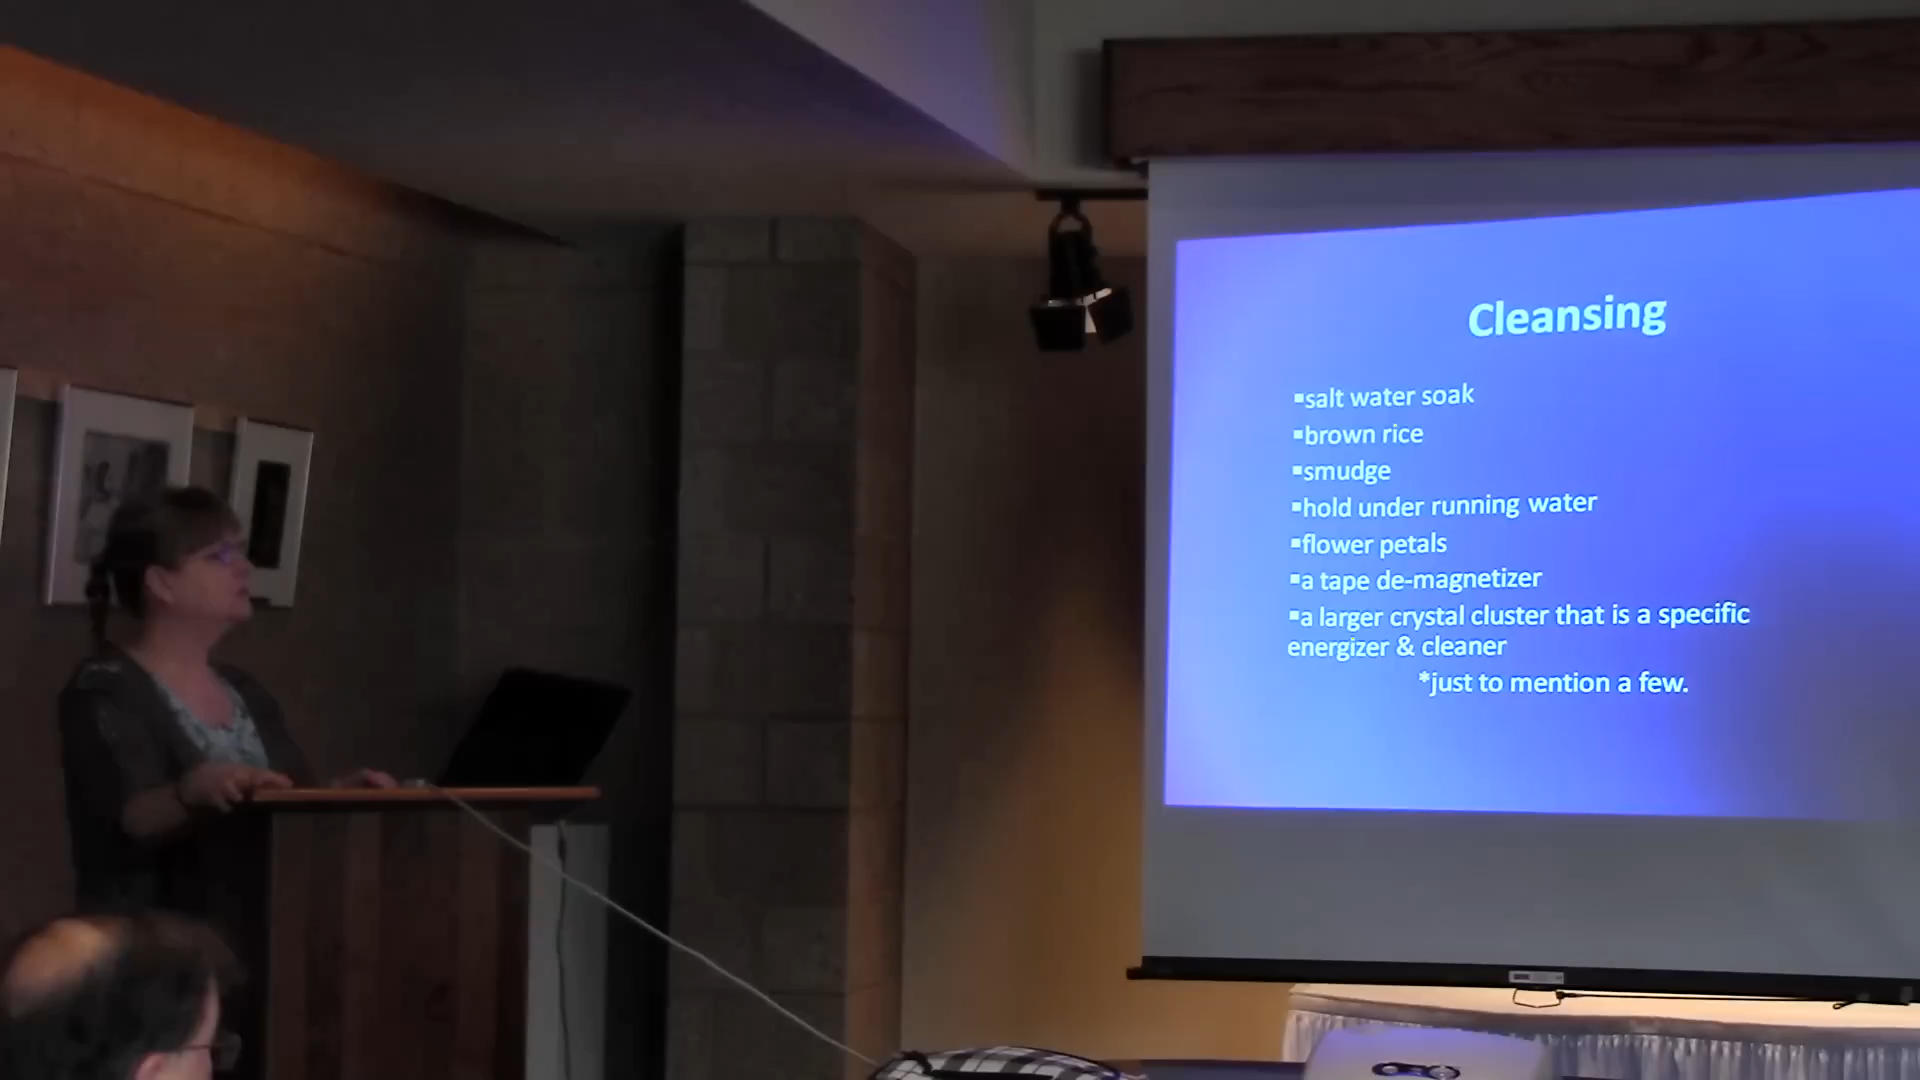 Cleansing
▪salt water soak
▪brown rice
▪smudge
▪hold under running water
▪flower petals
▪a tape de-magnetizer
▪a larger crystal cluster that is a specific
energizer & cleaner
*just to mention a few.